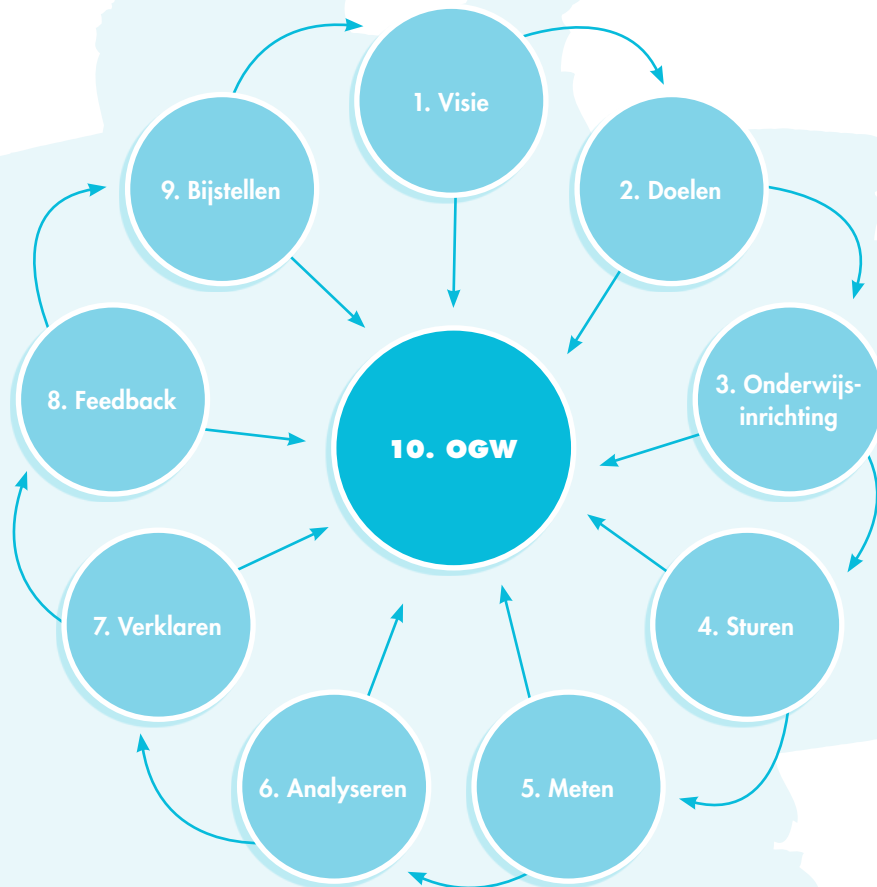 1. Visie
2. Doelen
3. Onderwijs-
inrichting
4. Sturen
5. Meten
6. Analyseren
7. Verklaren
8. Feedback
9. Bijstellen
10. OGW